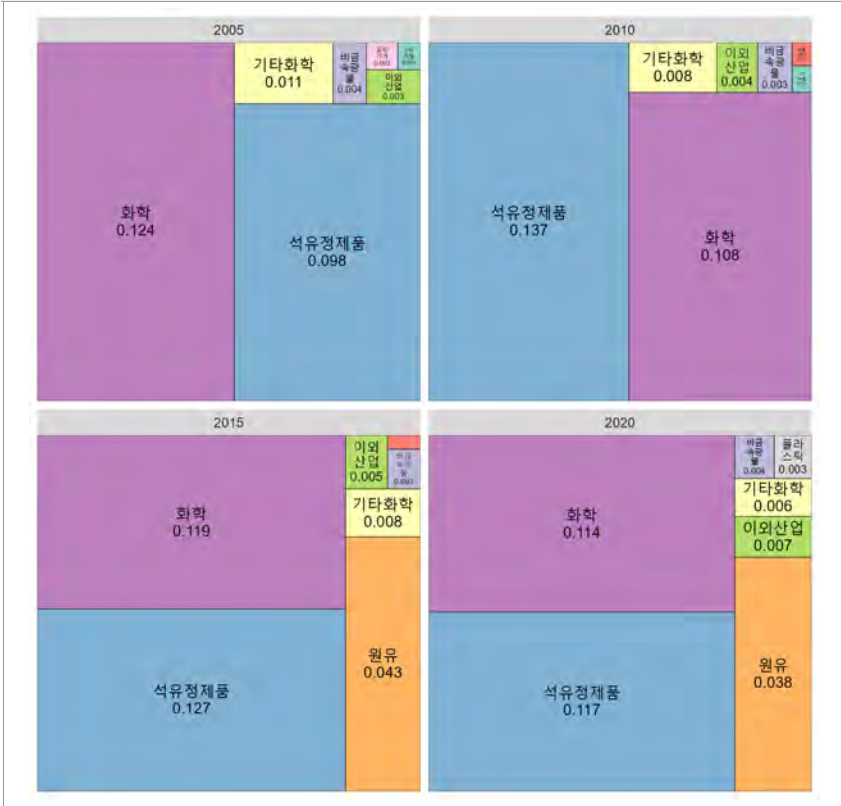 2005
화학
0.124
기타화학
0.011
비금
속광
물
0.004
0.003
이외
산업
0.003
석유정제품
0.098
2010
석유정제품
0.137
기타화학
0.008
이외
산업
0.004
비금
속광
물
0.003
화학
0.108
2015
화학
0.119
이외
산업
0.005
기타화학
0.008
석유정제품
0.127
원유
0.043
2020
화학
0.114
비금
속광
물
0.004
플라
스틱
0.003
기타화학
0.006
이외산업
0.007
석유정제품
0.117
원유
0.038